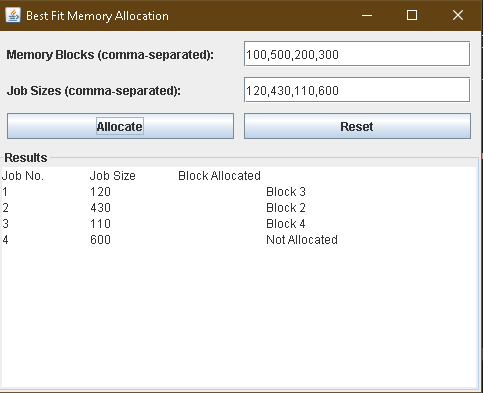 Best Fit Memory Allocation
Memory Blocks (comma-separated): 100,500,200,300
Job Sizes (comma-separated): 120,430,110,600
Allocate Reset
Results
Job No. Job Size Block Allocated
1 120 Block 3
2 430 Block 2
3 110 Block 4
4 600 Not Allocated